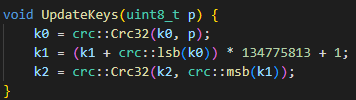 void UpdateKeys(uint8_t p) {
    k0 = crc::Crc32(k0, p);
    k1 = (k1 + crc::lsb(k0)) * 134775813 + 1;
    k2 = crc::Crc32(k2, crc::msb(k1));
}